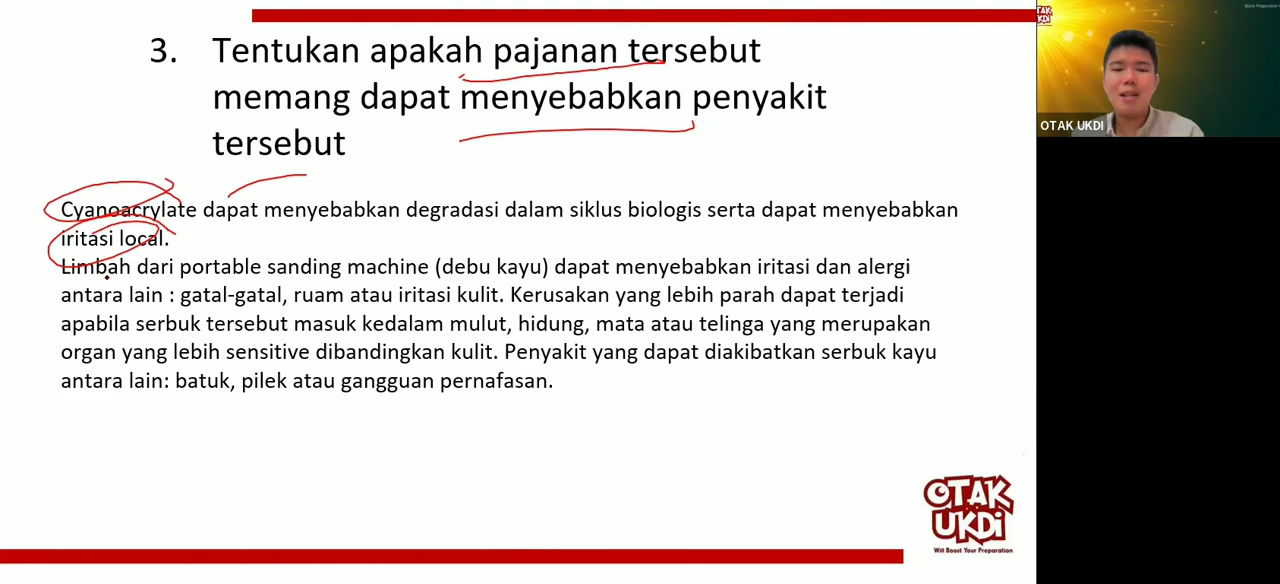 3. Tentukan apakah pajanan tersebut
memang dapat menyebabkan penyakit
tersebut
Cyanoacrylate dapat menyebabkan degradasi dalam siklus biologis serta dapat menyebabkan
iritasi local.
Limbah dari portable sanding machine (debu kayu) dapat menyebabkan iritasi dan alergi
antara lain : gatal-gatal, ruam atau iritasi kulit. Kerusakan yang lebih parah dapat terjadi
apabila serbuk tersebut masuk kedalam mulut, hidung, mata atau telinga yang merupakan
organ yang lebih sensitive dibandingkan kulit. Penyakit yang dapat diakibatkan serbuk kayu
antara lain: batuk, pilek atau gangguan pernafasan.
OTAK UKDI
OTAK
UKDI
Will Boost Your Preparation